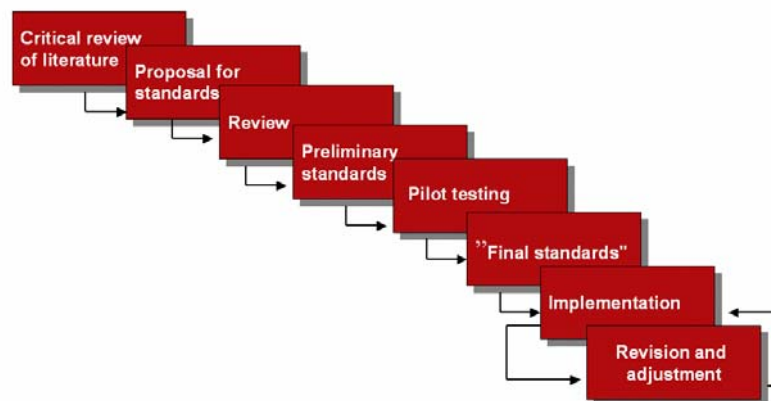 Critical review
of literature
Proposal for
standards
Review
Preliminary
standards
Pilot testing
”Final standards"
Implementation
Revision and
adjustment